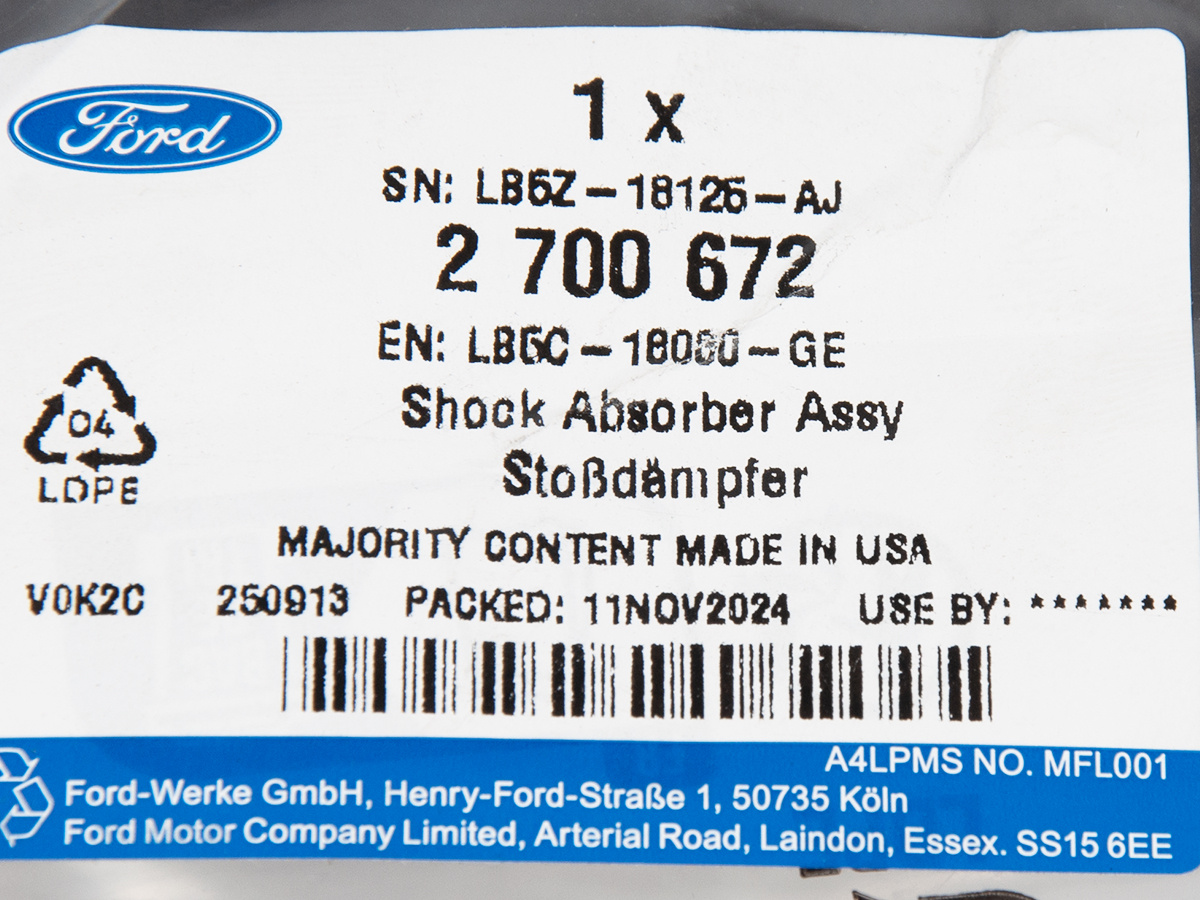 Ford
1 x
SN: LB5Z-18125-AJ
2 700 672
EN: LB5C-18080-GE
Shock Absorber Assy
Stoßdämpfer
04
LDPE
MAJORITY CONTENT MADE IN USA
V0K2C 250913 PACKED: 11NOV2024 USE BY: *******
A4LPMS NO. MFL001
Ford-Werke GmbH, Henry-Ford-Straße 1, 50735 Köln
Ford Motor Company Limited, Arterial Road, Laindon, Essex. SS15 6EE